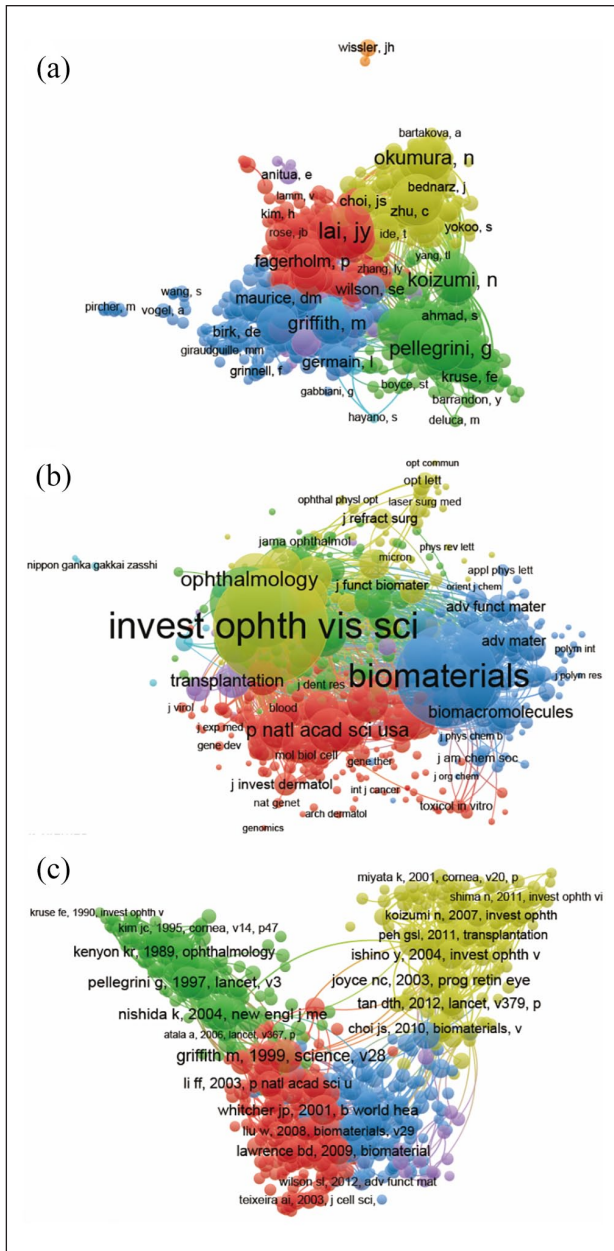 (a)
wissler, jh
bartakova, a
okumura, n
anitua, e
bednarz, j
lamm, v
choi, js
kim, h
zhu, c
rose, jb
lai, jy
ide, t
yokoo, s
yang, tl
fagerholm, p
zhang, ly
koizumi, n
wang, s
maurice, dm
wilson, se
pircher, m
vogel, a
griffith, m
ahmad, s
birk, de
pellegrini, g
giraudguille, mm
germain, l
grinnell, f
kruse, fe
boyce, st
gabbiani, g
barrandon, y
hayano, s
deluca, m
(b)
opt commun
opt lett
ophthal physl opt
laser surg med
j refract surg
jama ophthalmol
phys rev lett
micron
nippon ganka gakkai zasshi
appl phys lett
ophthalmology
j funct biomater
orient j chem
adv funct mater
invest ophth vis sci
adv mater
polym int
biomaterials
transplantation
j dent res
j polym res
j virol
blood
biomacromolecules
j exp med
p natl acad sci usa
j phys chem b
gene dev
mol biol cell
gene ther
j am chem soc
j org chem
j invest dermatol
int j cancer
nat genet
toxicol in vitro
arch dermatol
genomics
(c)
miyata k, 2001, cornea, v20, p
shima n, 2011, invest ophth vi
kruse fe, 1990, invest ophth v
koizumi n, 2007, invest ophth
kim jc, 1995, cornea, v14, p47
peh gsl, 2011, transplantation
kenyon kr, 1989, ophthalmology
ishino y, 2004, invest ophth v
pellegrini g, 1997, lancet, v3
joyce nc, 2003, prog retin eye
tan dth, 2012, lancet, v379, p
nishida k, 2004, new engl j me
choi js, 2010, biomaterials, v
atala a, 2006, lancet, v367, p
griffith m, 1999, science, v28
li ff, 2003, p natl acad sci u
whitcher jp, 2001, b world hea
liu w, 2008, biomaterials, v29
lawrence bd, 2009, biomaterial
wilson sl, 2012, adv funct mat
teixeira ai, 2003, j cell sci,